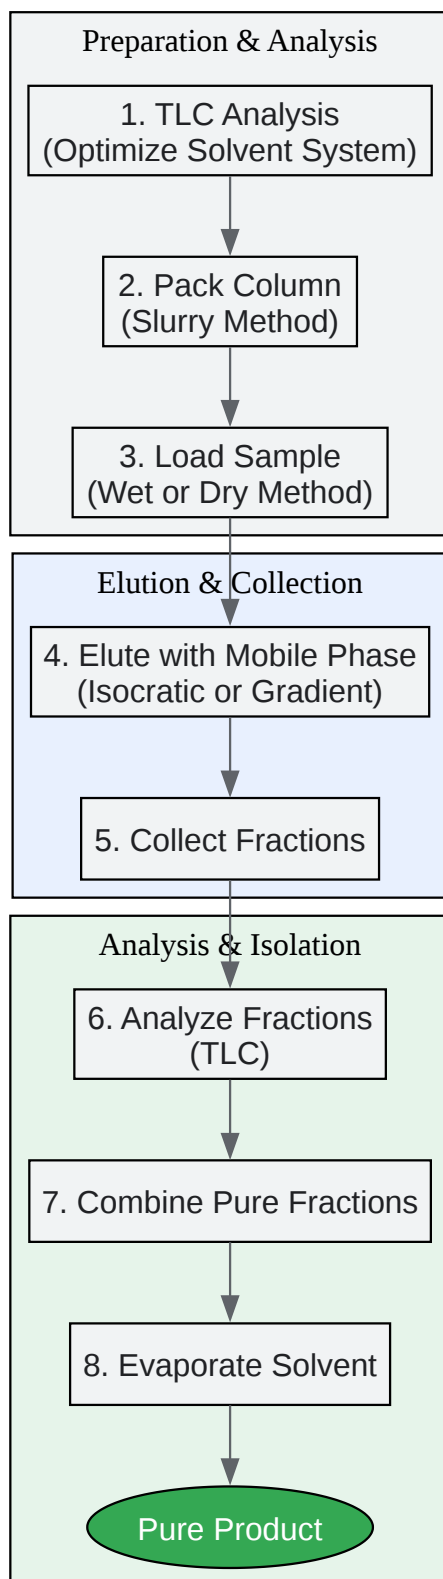 Preparation & Analysis
1. TLC Analysis
(Optimize Solvent System)
2. Pack Column
(Slurry Method)
3. Load Sample
(Wet or Dry Method)
Elution & Collection
4. Elute with Mobile Phase
(Isocratic or Gradient)
5. Collect Fractions
Analysis & Isolation
6. Analyze Fractions
(TLC)
7. Combine Pure Fractions
8. Evaporate Solvent
Pure Product